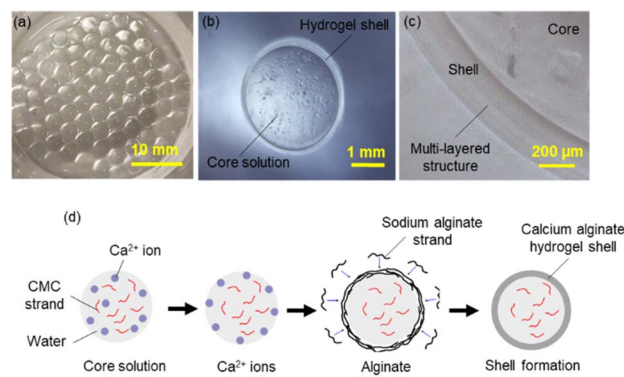 (a)
10 mm
(b)
Hydrogel shell
Core solution
1 mm
(c)
Core
Shell
Multi-layered
structure
200 µm
(d)
Ca²⁺ ion
CMC
strand
Water
Core solution
Ca²⁺ ions
Sodium alginate
strand
Alginate
Calcium alginate
hydrogel shell
Shell formation